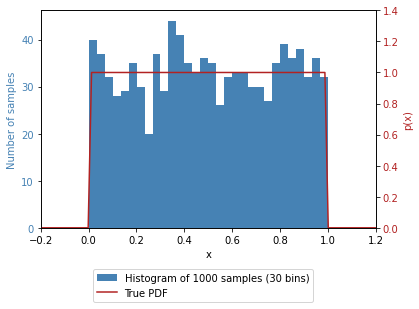 40
30
20
10
0
Number of samples
1.4
1.2
1.0
0.8
0.6
0.4
0.2
0.0
p(x)
−0.2 0.0 0.2 0.4 0.6 0.8 1.0 1.2
x
Histogram of 1000 samples (30 bins)
True PDF